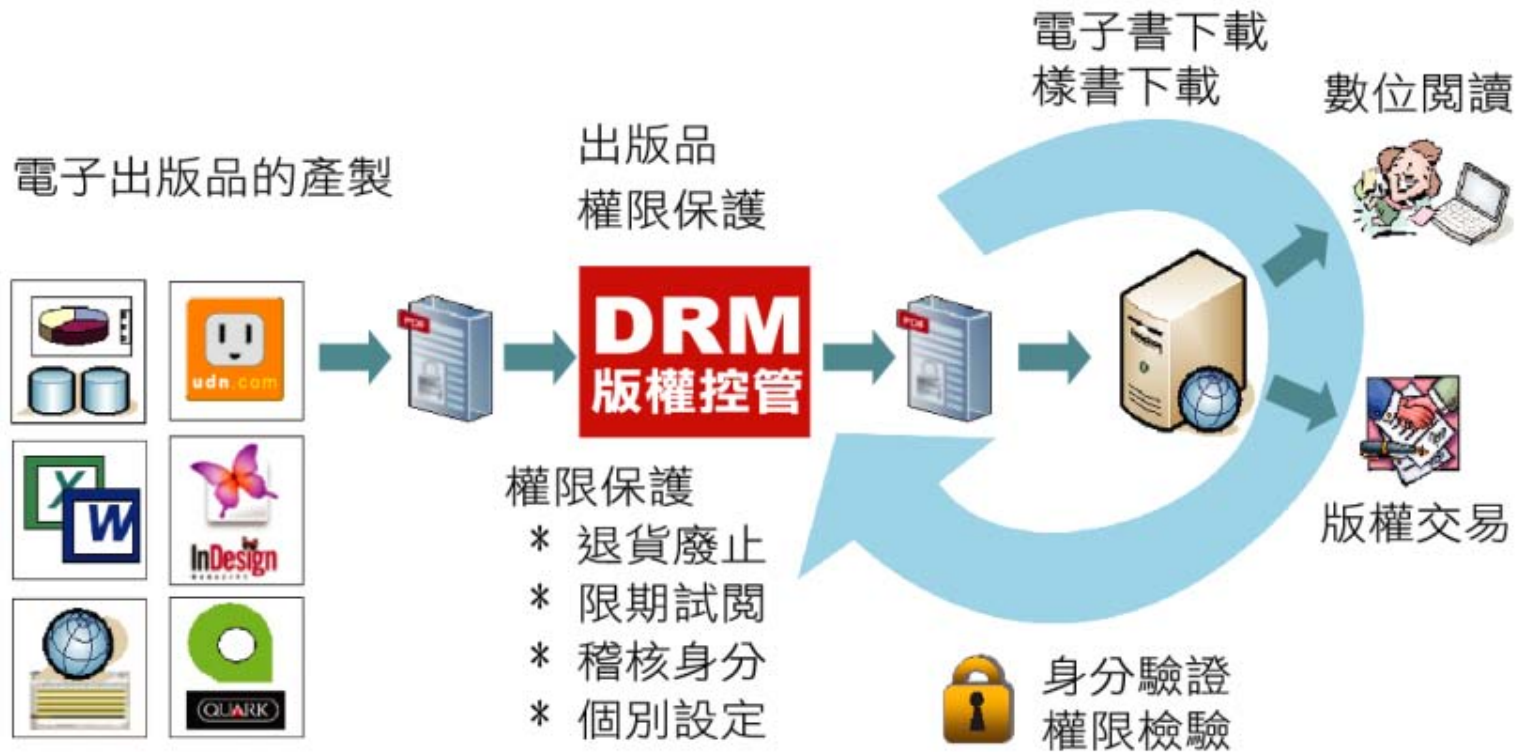 電子出版品的產製
udn.com
X
W
InDesign
QUARK
PDF
出版品
權限保護
DRM
版權控管
權限保護
* 退貨廢止
* 限期試閱
* 稽核身分
* 個別設定
PDF
電子書下載
樣書下載
數位閱讀
版權交易
身分驗證
權限檢驗